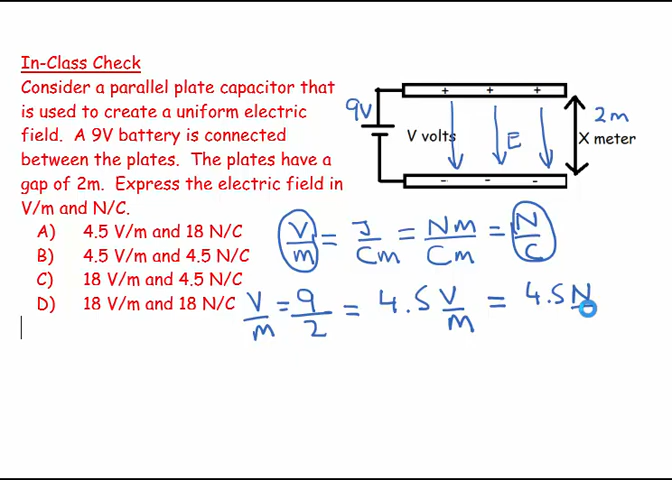 In-Class Check
Consider a parallel plate capacitor that
is used to create a uniform electric
field. A 9V battery is connected
between the plates. The plates have a
gap of 2m. Express the electric field in
V/m and N/C.
A) 4.5 V/m and 18 N/C
B) 4.5 V/m and 4.5 N/C
C) 18 V/m and 4.5 N/C
D) 18 V/m and 18 N/C
+ + +
9V
V volts
E
2m
X meter
- - -
V/m = J/Cm = Nm/Cm = N/C
V/m = 9/2 = 4.5 V/m = 4.5 N